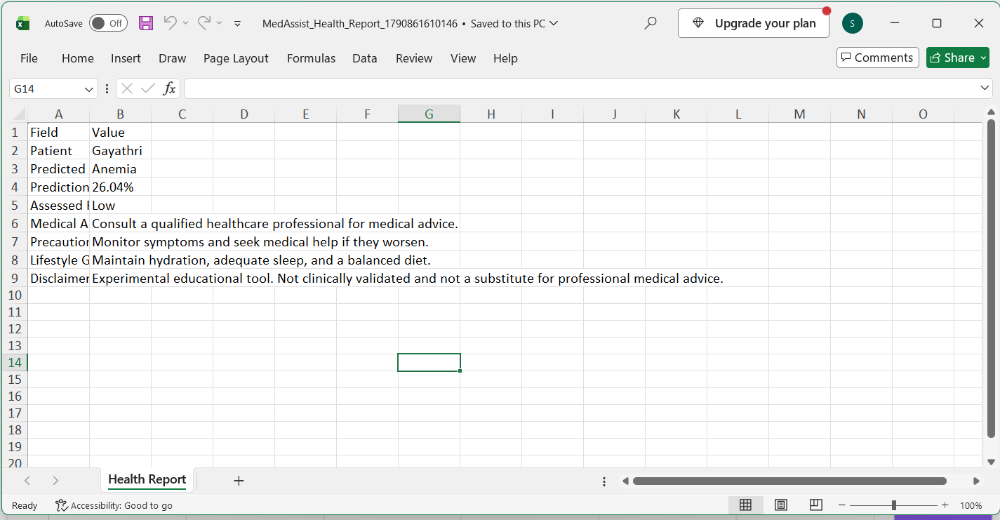 AutoSave Off MedAssist_Health_Report_1790861610146 • Saved to this PC Upgrade your plan S
File Home Insert Draw Page Layout Formulas Data Review View Help Comments Share
G14 fx
A B C D E F G H I J K L M N O
1 Field Value
2 Patient Gayathri
3 Predicted Anemia
4 Prediction 26.04%
5 Assessed Low
6 Medical A Consult a qualified healthcare professional for medical advice.
7 Precaution Monitor symptoms and seek medical help if they worsen.
8 Lifestyle G Maintain hydration, adequate sleep, and a balanced diet.
9 Disclaimer Experimental educational tool. Not clinically validated and not a substitute for professional medical advice.
10
11
12
13
14
15
16
17
18
19
20
Health Report +
Ready Accessibility: Good to go 100%